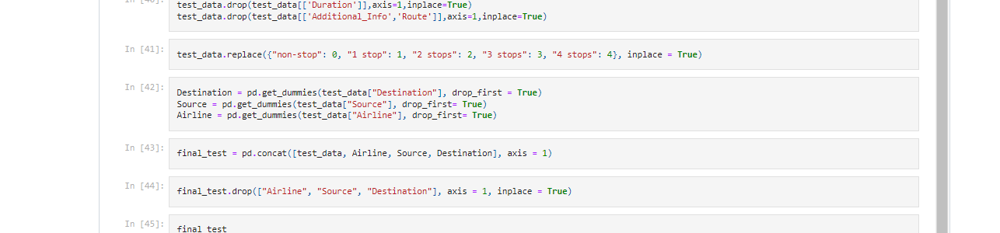 In [40]:
test_data.drop(test_data[['Duration']],axis=1,inplace=True)
test_data.drop(test_data[['Additional_Info','Route']],axis=1,inplace=True)
In [41]:
test_data.replace({"non-stop": 0, "1 stop": 1, "2 stops": 2, "3 stops": 3, "4 stops": 4}, inplace = True)
In [42]:
Destination = pd.get_dummies(test_data["Destination"], drop_first = True)
Source = pd.get_dummies(test_data["Source"], drop_first= True)
Airline = pd.get_dummies(test_data["Airline"], drop_first= True)
In [43]:
final_test = pd.concat([test_data, Airline, Source, Destination], axis = 1)
In [44]:
final_test.drop(["Airline", "Source", "Destination"], axis = 1, inplace = True)
In [45]:
final_test